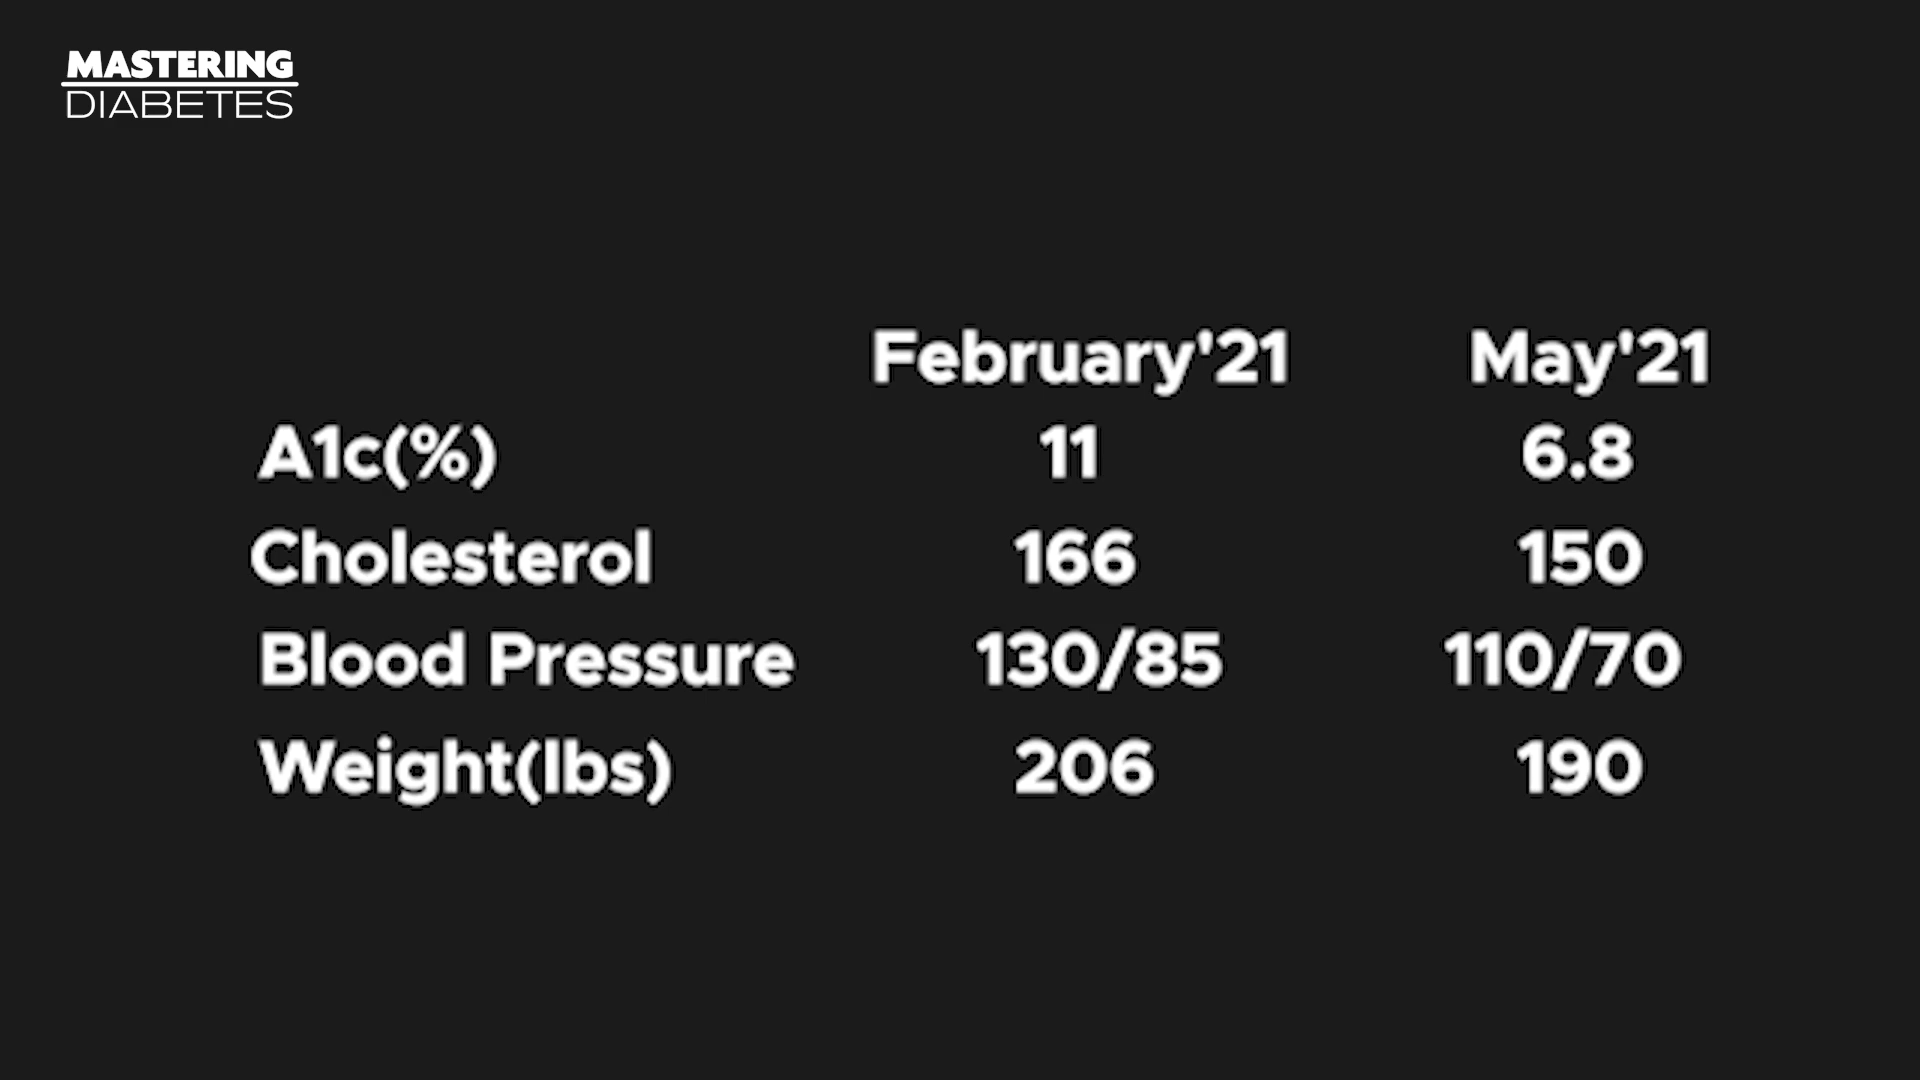 MASTERING
DIABETES
February'21 May'21
A1c(%) 11 6.8
Cholesterol 166 150
Blood Pressure 130/85 110/70
Weight(lbs) 206 190